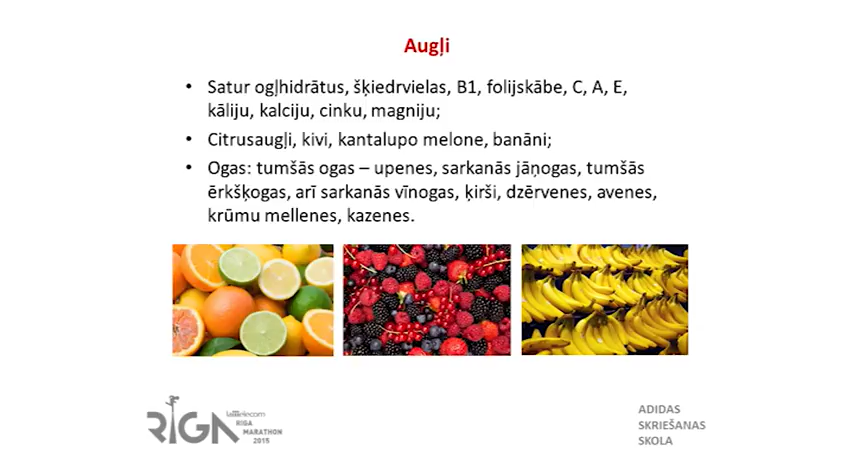 Augļi
• Satur ogļhidrātus, šķiedrvielas, B1, folijskābe, C, A, E,
kāliju, kalciju, cinku, magniju;
• Citrusaugļi, kivi, kantalupo melone, banāni;
• Ogas: tumšās ogas – upenes, sarkanās jāņogas, tumšās
ērkšķogas, arī sarkanās vīnogas, ķirši, dzērvenes, avenes,
krūmu mellenes, kazenes.
lattelecom
RIGA
RIGA
MARATHON
2015
ADIDAS
SKRIEŠANAS
SKOLA